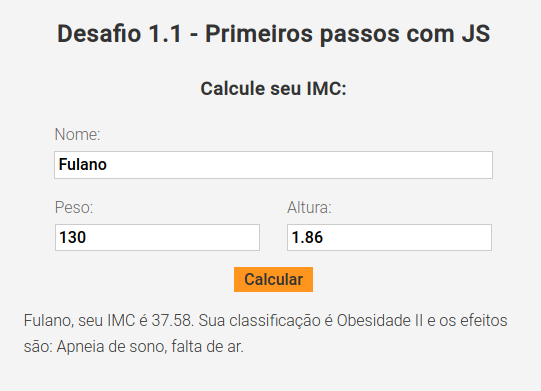 Desafio 1.1 - Primeiros passos com JS
Calcule seu IMC:
Nome:
Fulano
Peso: Altura:
130 1.86
Calcular
Fulano, seu IMC é 37.58. Sua classificação é Obesidade II e os efeitos
são: Apneia de sono, falta de ar.